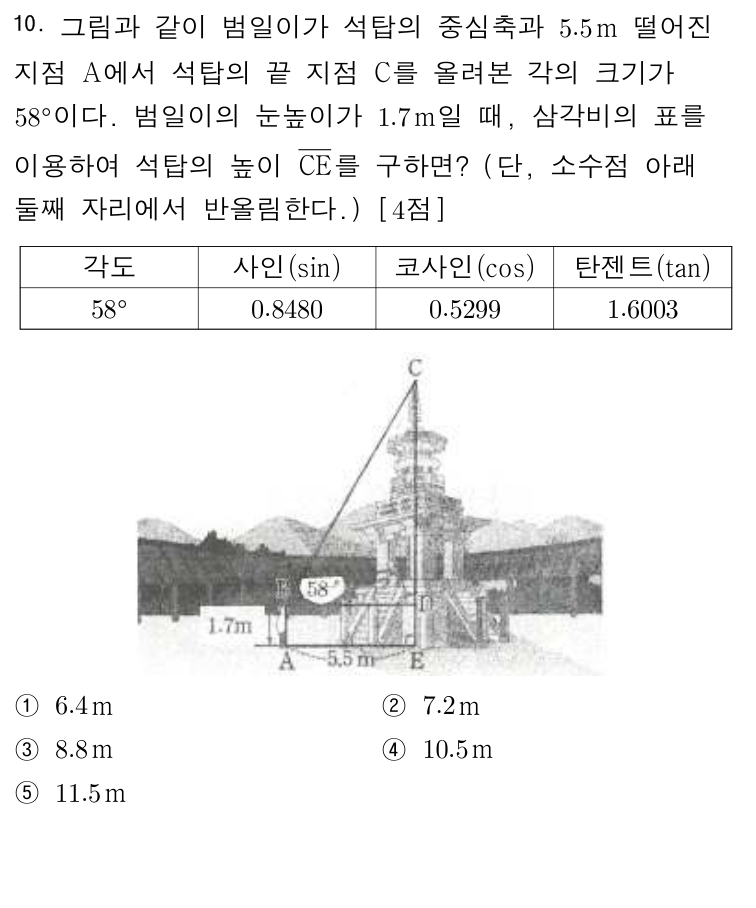 10. 그림과 같이 범일이가 석탑의 중심축과 5.5m 떨어진
지점 A에서 석탑의 끝 지점 C를 올려본 각의 크기가
58°이다. 범일이의 눈높이가 1.7m일 때, 삼각비의 표를
이용하여 석탑의 높이 C̅E̅를 구하면? (단, 소수점 아래
둘째 자리에서 반올림한다.) [4점]
각도 사인(sin) 코사인(cos) 탄젠트(tan)
58° 0.8480 0.5299 1.6003
C
B 58° D
1.7m
A 5.5m E
① 6.4m ② 7.2m
③ 8.8m ④ 10.5m
⑤ 11.5m